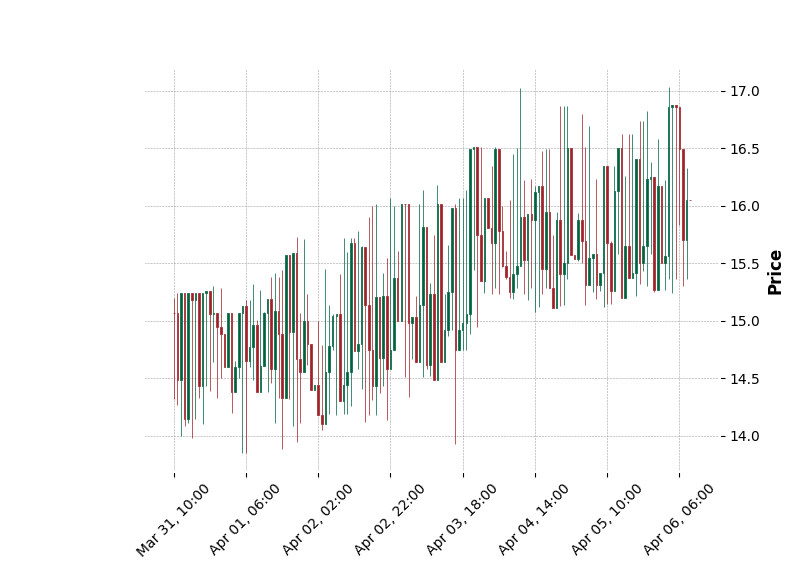 17.0
16.5
16.0
15.5
15.0
14.5
14.0
Price
Mar 31, 10:00
Apr 01, 06:00
Apr 02, 02:00
Apr 02, 22:00
Apr 03, 18:00
Apr 04, 14:00
Apr 05, 10:00
Apr 06, 06:00